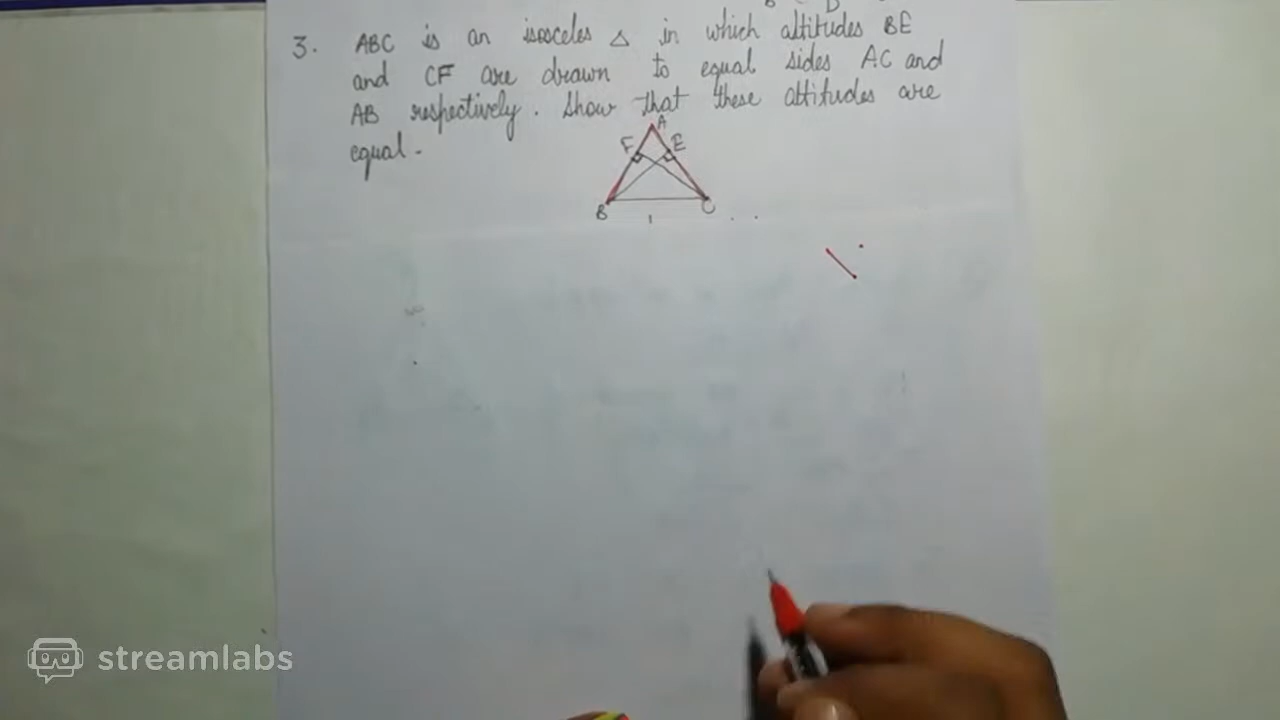 B D
3. ABC is an isosceles △ in which altitudes BE
and CF are drawn to equal sides AC and
AB respectively. Show that these altitudes are
equal.
A
F E
B C
streamlabs